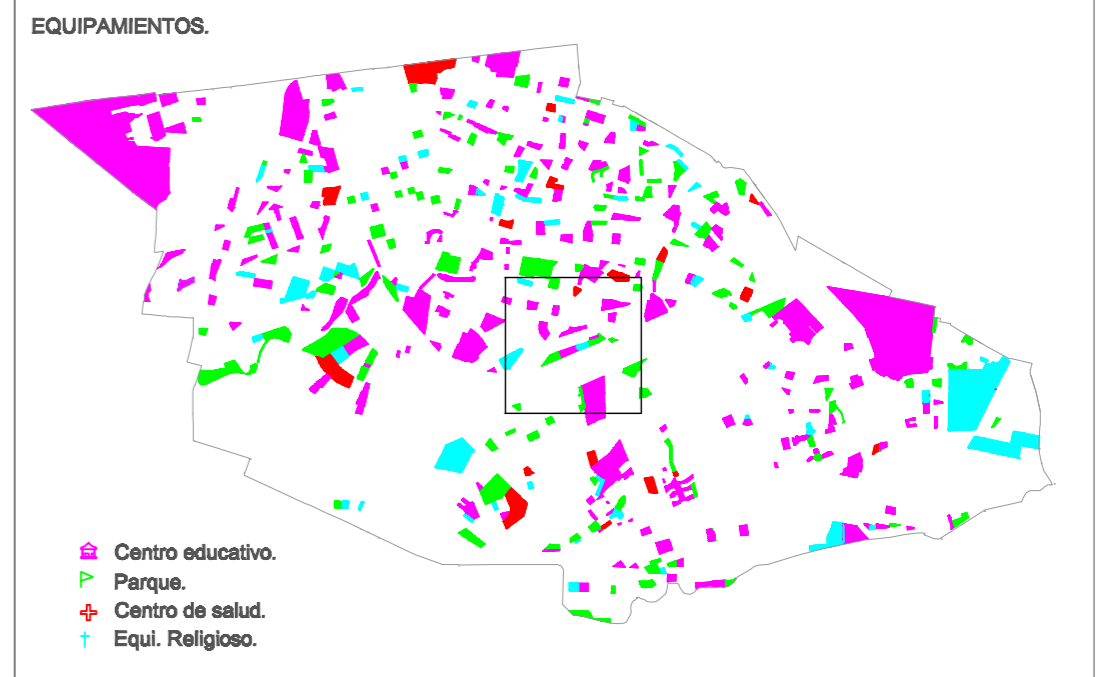 EQUIPAMIENTOS.
Centro educativo.
Parque.
Centro de salud.
Equi. Religioso.